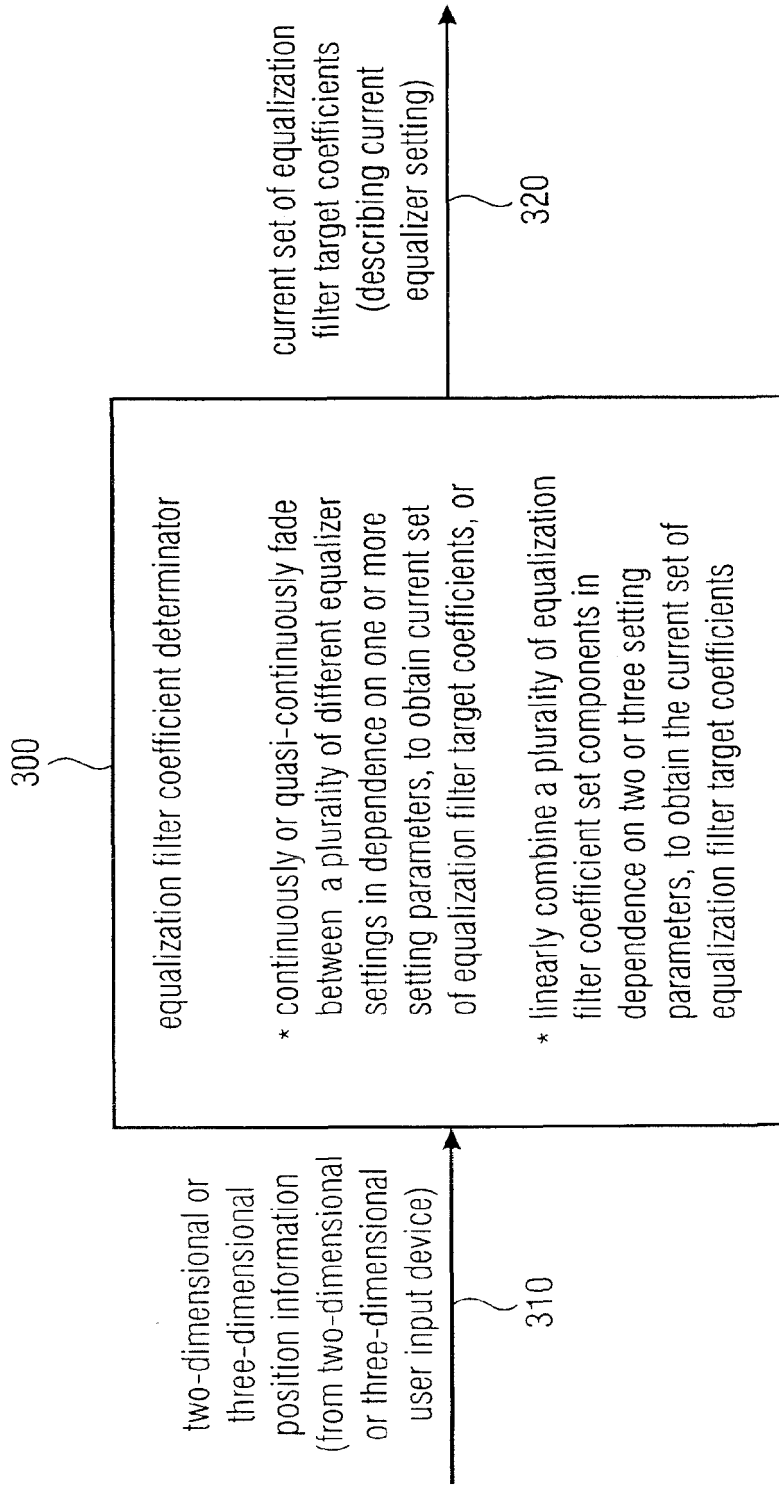 300
two-dimensional or
three-dimensional
position information
(from two-dimensional
or three-dimensional
user input device)
310
equalization filter coefficient determinator
* continuously or quasi-continuously fade
between a plurality of different equalizer
settings in dependence on one or more
setting parameters, to obtain current set
of equalization filter target coefficients, or
* linearly combine a plurality of equalization
filter coefficient set components in
dependence on two or three setting
parameters, to obtain the current set of
equalization filter target coefficients
current set of equalization
filter target coefficients
(describing current
equalizer setting)
320